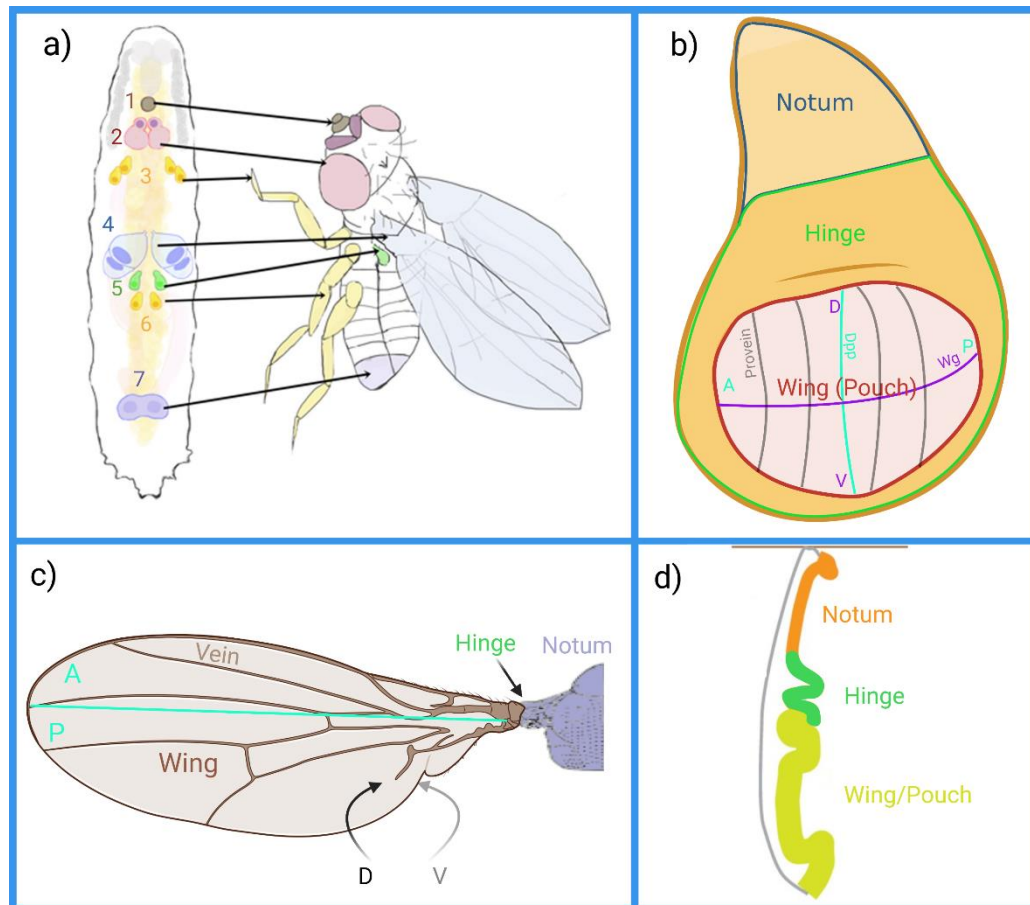 a)
1
2
3
4
5
6
7
b)
Notum
Hinge
D
Dpp
Provein
P
Wg
A
Wing (Pouch)
V
c)
A
Vein
Hinge
Notum
P
Wing
D
V
d)
Notum
Hinge
Wing/Pouch